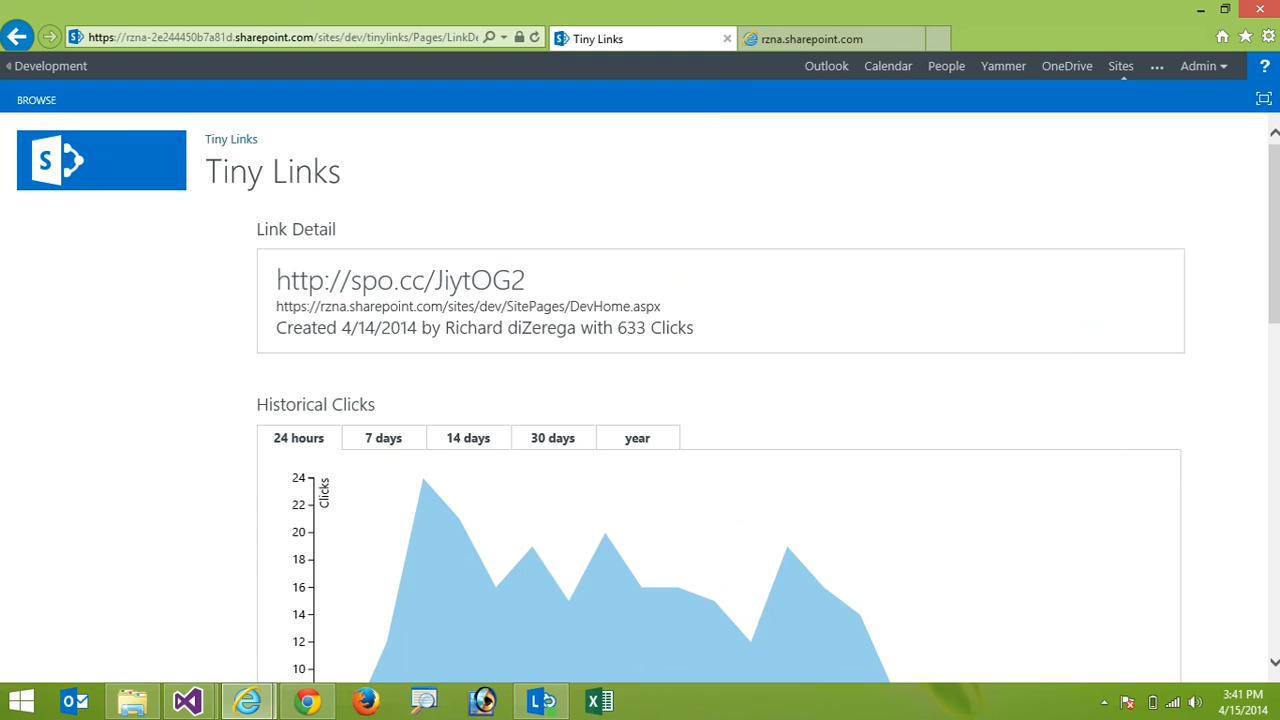 https://rzna-2e244450b7a81d.sharepoint.com/sites/dev/tinylinks/Pages/LinkDe
Tiny Links
rzna.sharepoint.com
Development
Outlook Calendar People Yammer OneDrive Sites ... Admin ?
BROWSE
S
Tiny Links
Tiny Links
Link Detail
http://spo.cc/JiytOG2
https://rzna.sharepoint.com/sites/dev/SitePages/DevHome.aspx
Created 4/14/2014 by Richard diZerega with 633 Clicks
Historical Clicks
24 hours 7 days 14 days 30 days year
24
22
20
18
16
14
12
10
Clicks
3:41 PM
4/15/2014